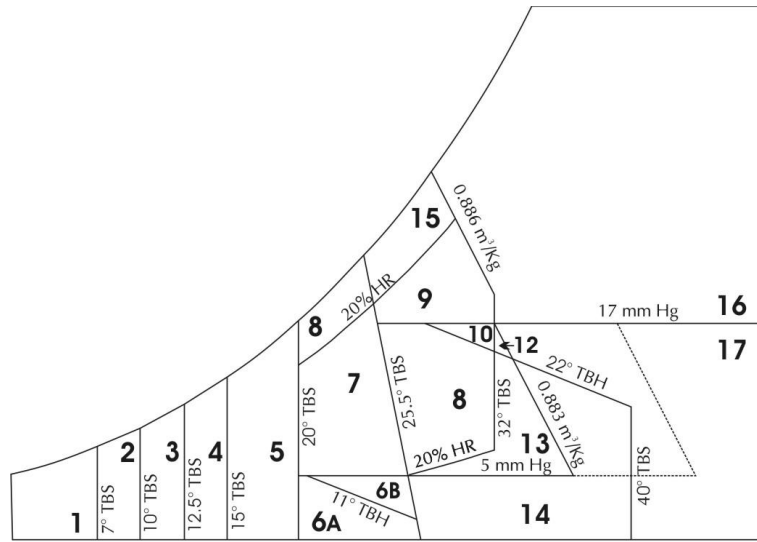 0.886 m³/Kg
15
20% HR
9
17 mm Hg
16
8
10
12
17
22° TBH
7
25.5° TBS
8
32° TBS
0.883 m³/Kg
20° TBS
2
3
4
5
13
20% HR
5 mm Hg
40° TBS
7° TBS
10° TBS
12.5° TBS
15° TBS
6B
11° TBH
1
6A
14